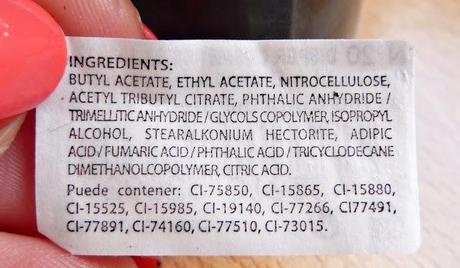 INGREDIENTS:
BUTYL ACETATE, ETHYL ACETATE, NITROCELLULOSE,
ACETYL TRIBUTYL CITRATE, PHTHALIC ANHYDRIDE /
TRIMELLITIC ANHYDRIDE / GLYCOLS COPOLYMER, ISOPROPYL
ALCOHOL, STEARALKONIUM HECTORITE, ADIPIC
ACID / FUMARIC ACID / PHTHALIC ACID / TRICYCLODECANE
DIMETHANOLCOPOLYMER, CITRIC ACID.
Puede contener: CI-75850, CI-15865, CI-15880,
CI-15525, CI-15985, CI-19140, CI-77266, CI77491,
CI-77891, CI-74160, CI-77510, CI-73015.